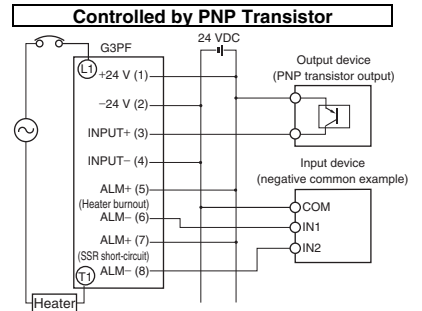 Controlled by PNP Transistor
24 VDC
G3PF
L1
+24 V (1)
−24 V (2)
INPUT+ (3)
INPUT− (4)
ALM+ (5)
(Heater burnout)
ALM− (6)
ALM+ (7)
(SSR short-circuit)
ALM− (8)
T1
Heater
Output device
(PNP transistor output)
Input device
(negative common example)
COM
IN1
IN2